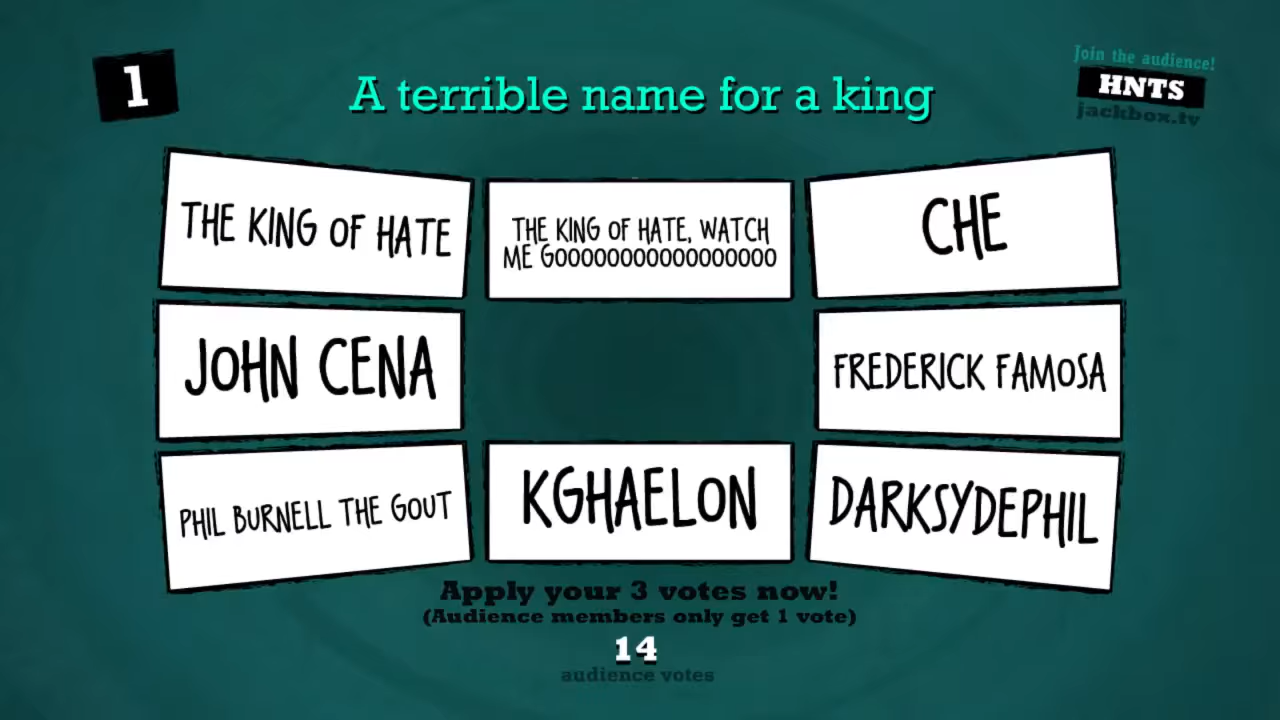 1
A terrible name for a king
Join the audience!
HNTS
jackbox.tv
THE KING OF HATE
THE KING OF HATE, WATCH
ME GOOOOOOOOOOOOOOOOO
CHE
JOHN CENA
FREDERICK FAMOSA
PHIL BURNELL THE GOUT
KGHAELON
DARKSYDEPHIL
Apply your 3 votes now!
(Audience members only get 1 vote)
14
audience votes